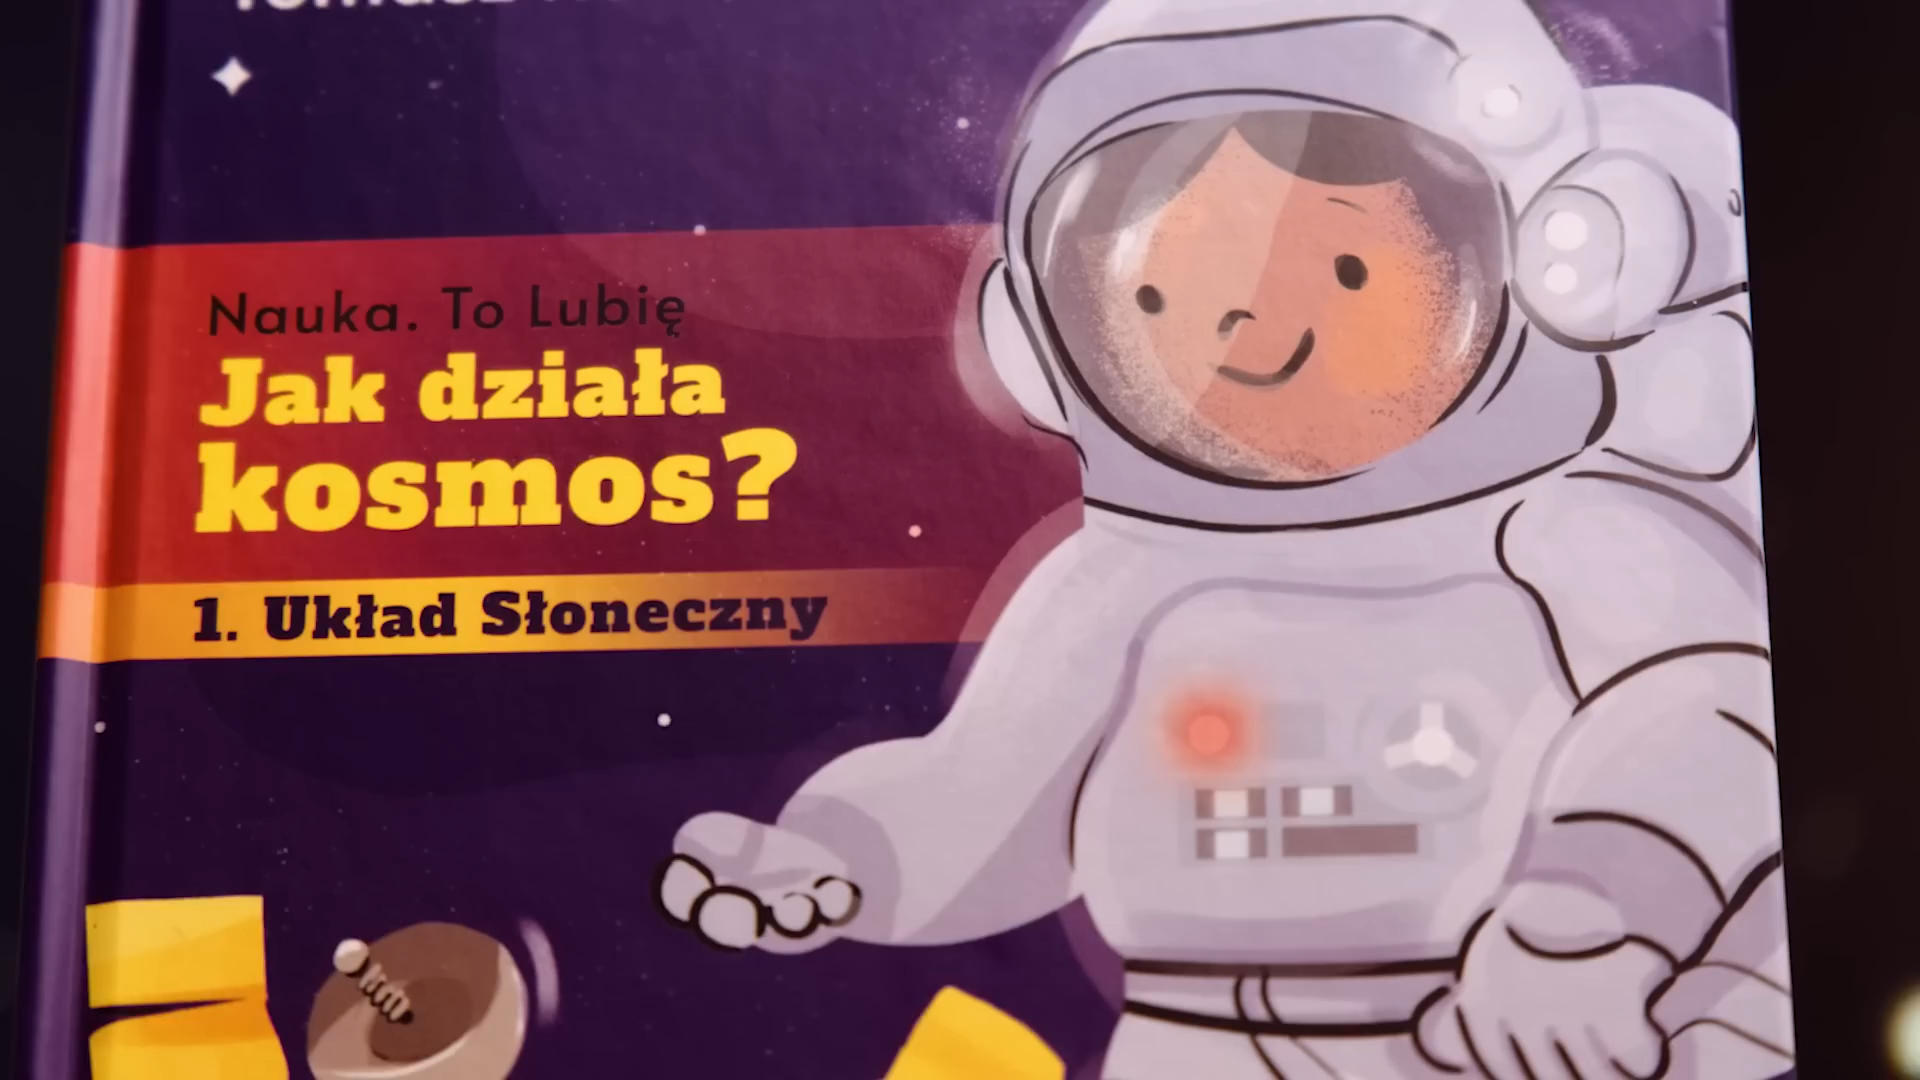 Nauka. To Lubię
Jak działa
kosmos?
1. Układ Słoneczny